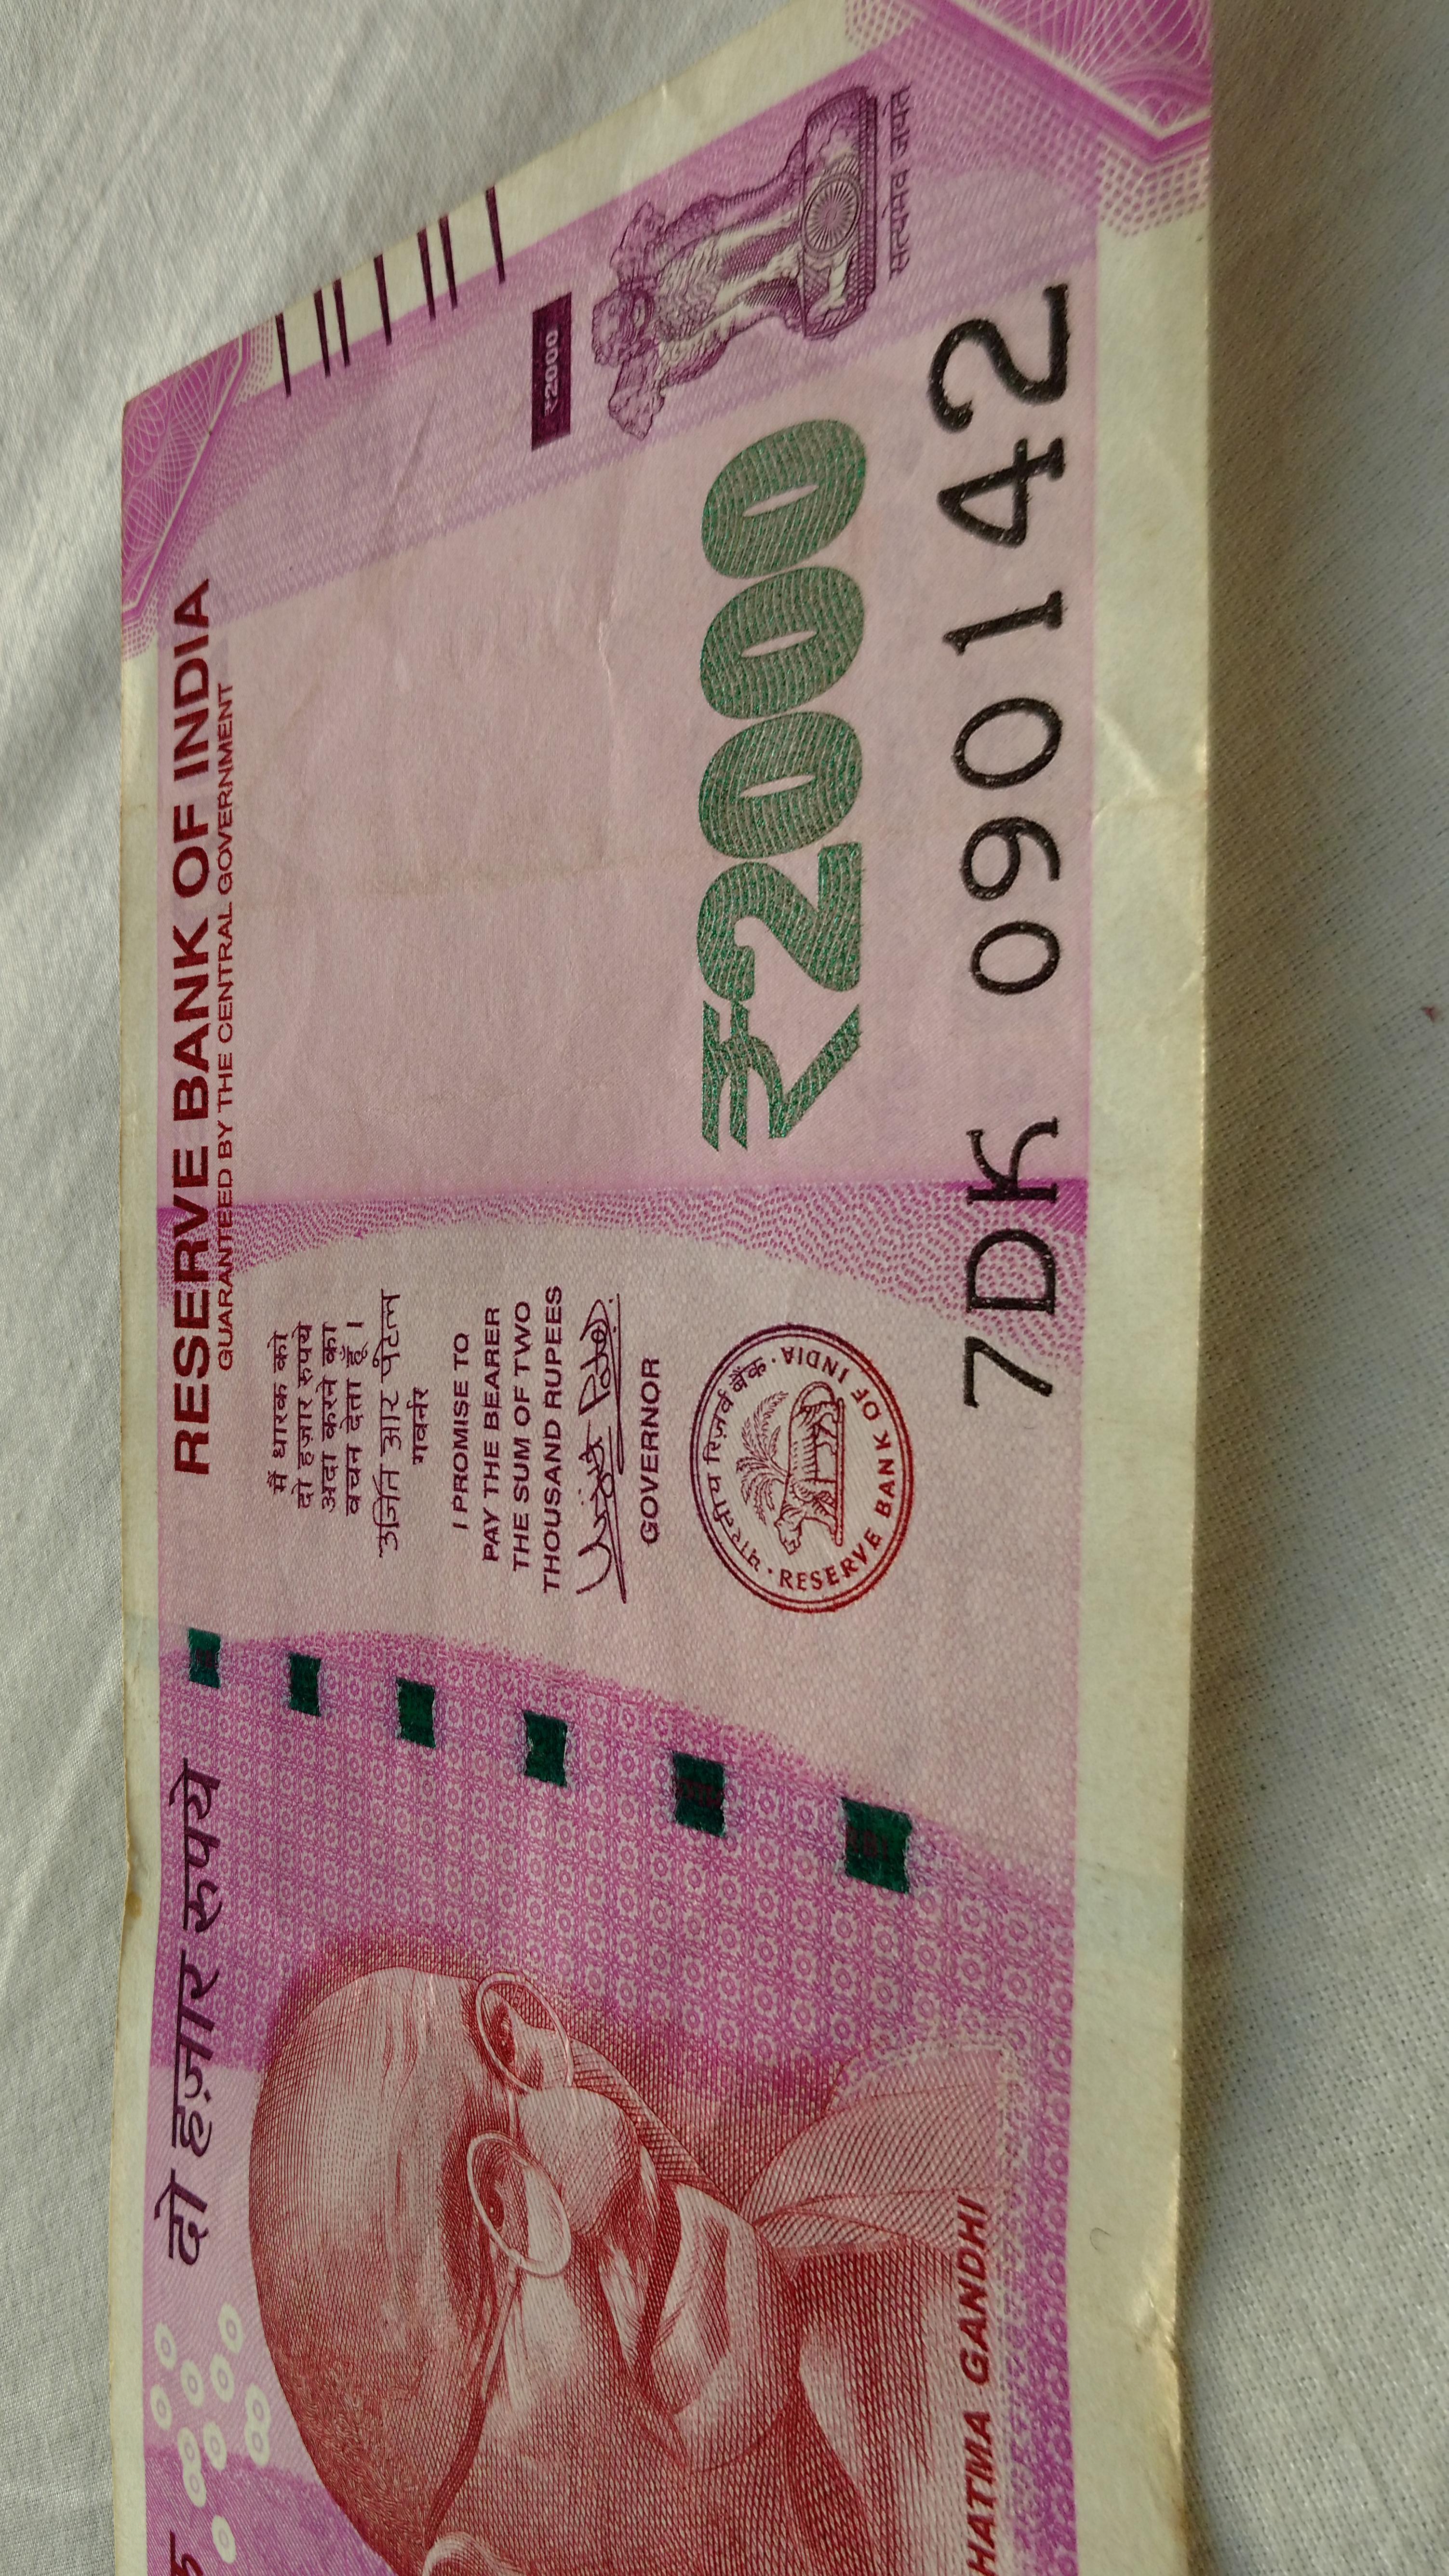 दो हज़ार रुपये
RESERVE BANK OF INDIA
GUARANTEED BY THE CENTRAL GOVERNMENT
मैं धारक को
दो हज़ार रुपये
अदा करने का
वचन देता हूँ।
उर्जित आर पटेल
गवर्नर
I PROMISE TO
PAY THE BEARER
THE SUM OF TWO
THOUSAND RUPEES
GOVERNOR
भारतीय रिज़र्व बैंक
RESERVE BANK OF INDIA
₹2000
₹2000
सत्यमेव जयते
7DK 090142
HATMA GANDHI